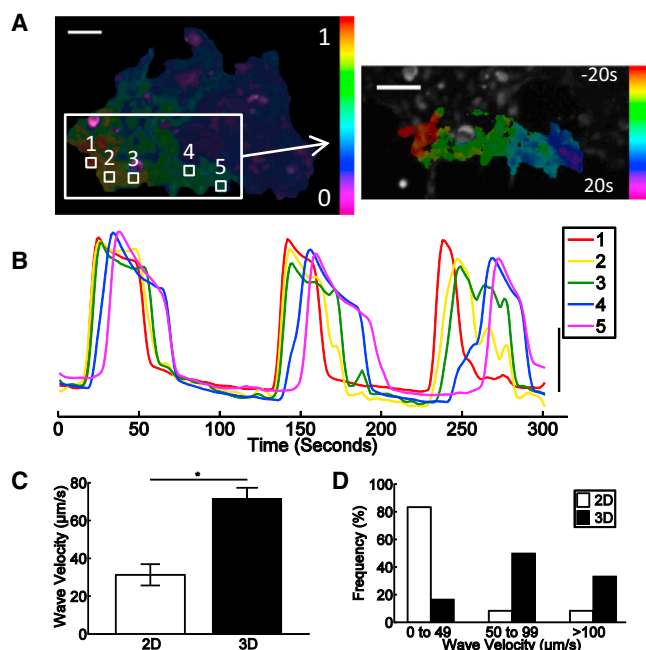 A
1
0
1
2
3
4
5
-20s
20s
B
1
2
3
4
5
0
50
100
150
200
250
300
Time (Seconds)
C
Wave Velocity (µm/s)
80
60
40
20
0
2D
3D
*
D
Frequency (%)
100
80
60
40
20
0
2D
3D
0 to 49
50 to 99
>100
Wave Velocity (µm/s)